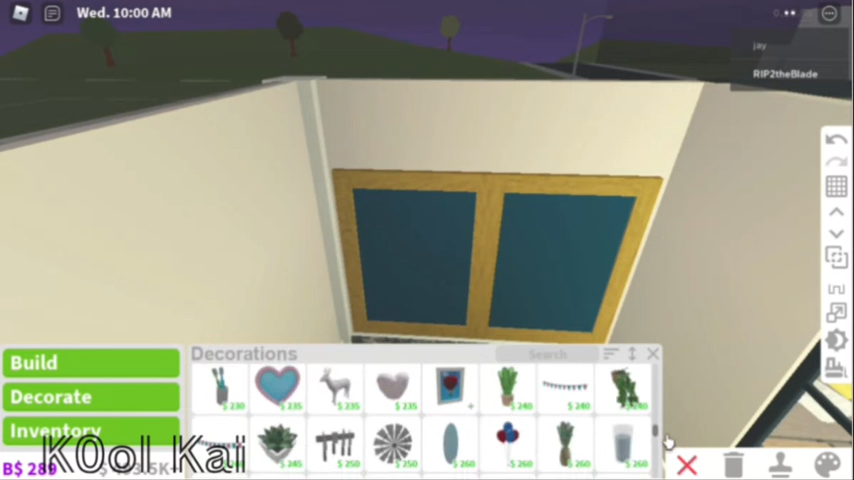 Wed. 10:00 AM
jay
RIP2theBlade
Build
Decorate
Inventory
K0ol Kai
B$ 289
Decorations
Search
$ 230
$ 235
$ 235
$ 235
$ 240
$ 240
$ 240
$ 245
$ 250
$ 250
$ 260
$ 260
$ 260
$ 260